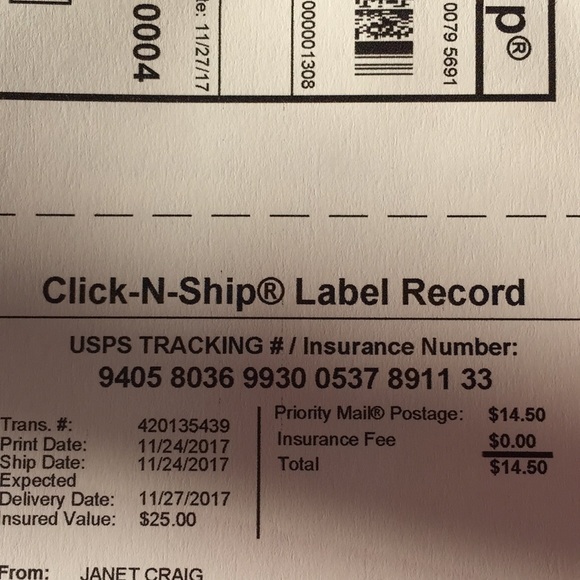 0004
te: 11/27/17
000001308
0079 5691
p®
Click-N-Ship® Label Record
USPS TRACKING # / Insurance Number:
9405 8036 9930 0537 8911 33
Trans. #: 420135439
Print Date: 11/24/2017
Ship Date: 11/24/2017
Expected
Delivery Date: 11/27/2017
nsured Value: $25.00
Priority Mail® Postage: $14.50
Insurance Fee $0.00
Total $14.50
From: JANET CRAIG